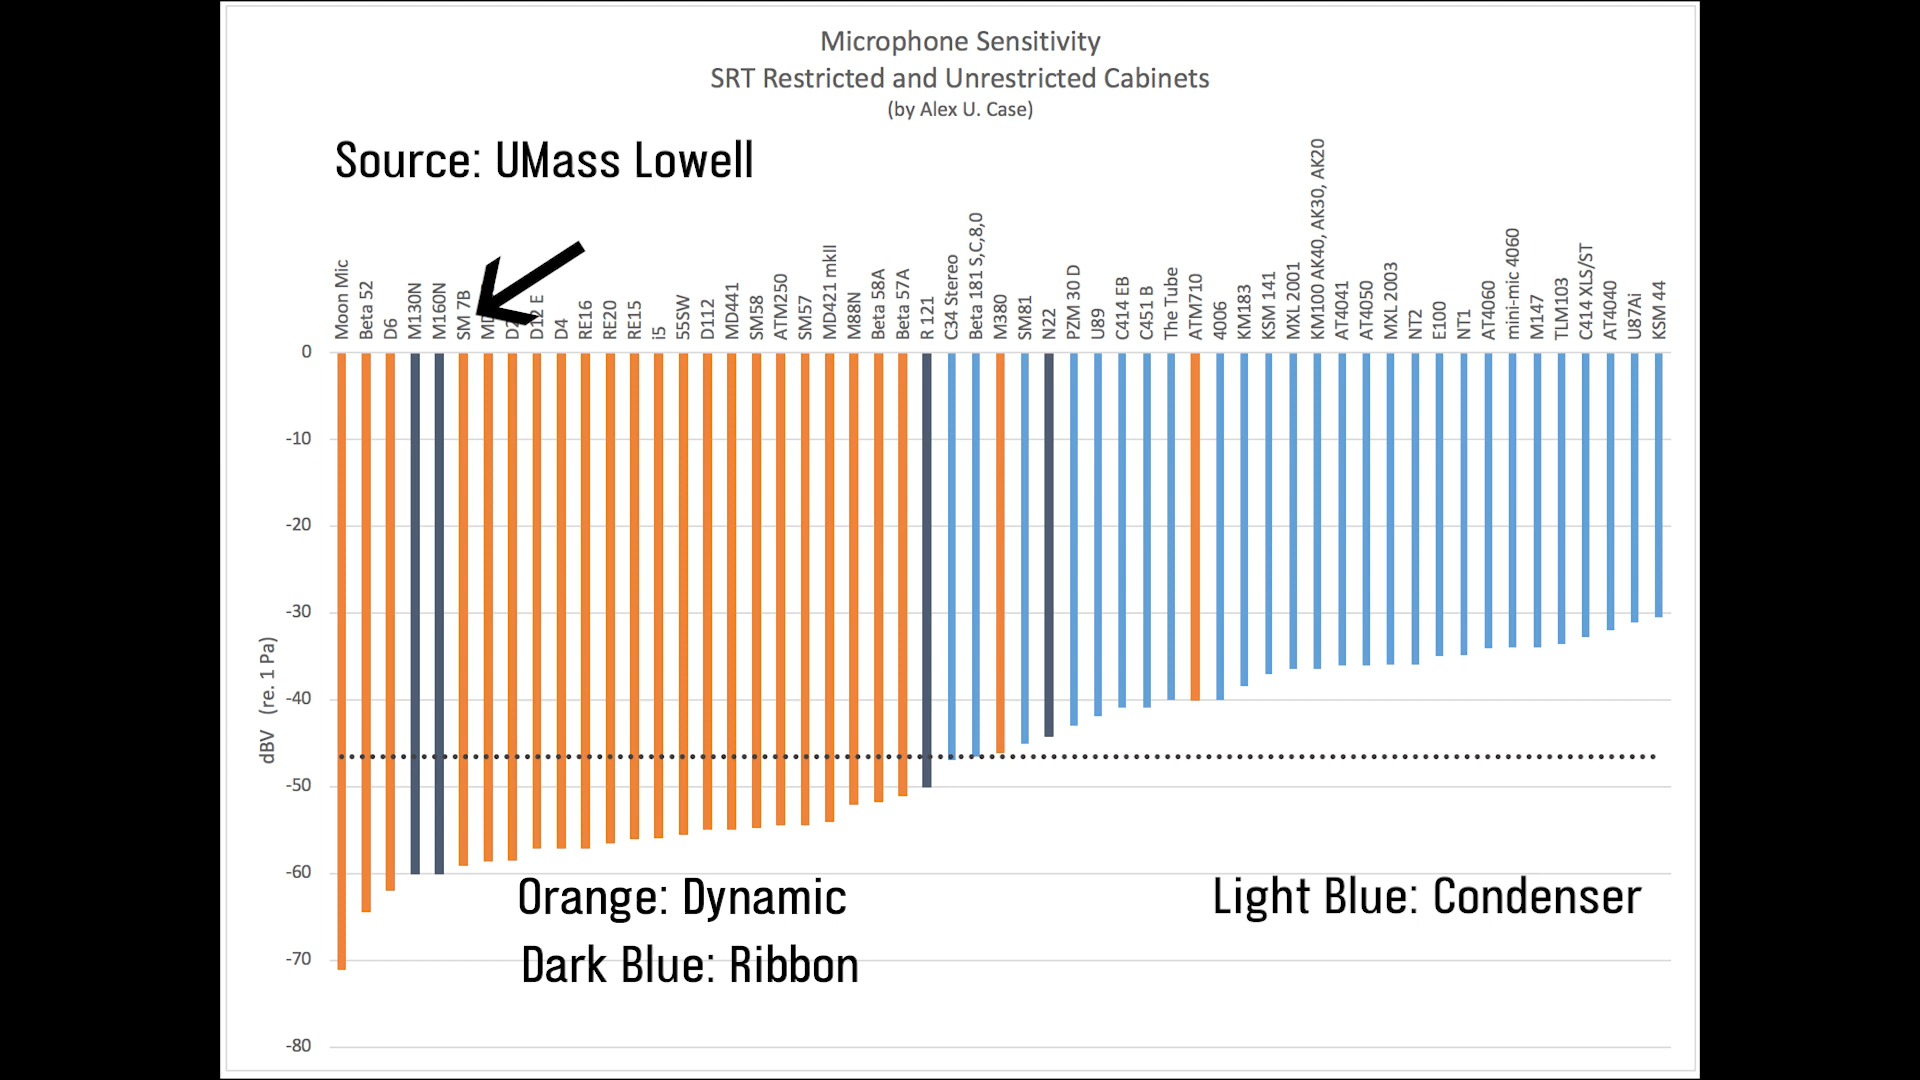 Microphone Sensitivity
SRT Restricted and Unrestricted Cabinets
(by Alex U. Case)
Source: UMass Lowell
Moon Mic
Beta 52
D6
M130N
M160N
SM 7B
D12 E
D4
RE16
RE20
RE15
i5
55SW
D112
MD441
SM58
ATM250
SM57
MD421 mkII
M88N
Beta 58A
Beta 57A
R 121
C34 Stereo
Beta 181 S,C,8,0
M380
SM81
N22
PZM 30 D
U89
C414 EB
C451 B
The Tube
ATM710
4006
KM183
KSM 141
MXL 2001
KM100 AK40, AK30, AK20
AT4041
AT4050
MXL 2003
NT2
E100
NT1
AT4060
mini-mic 4060
M147
TLM103
C414 XLS/ST
AT4040
U87Ai
KSM 44
0
-10
-20
-30
-40
-50
-60
-70
-80
dBV (re. 1 Pa)
Orange: Dynamic
Light Blue: Condenser
Dark Blue: Ribbon